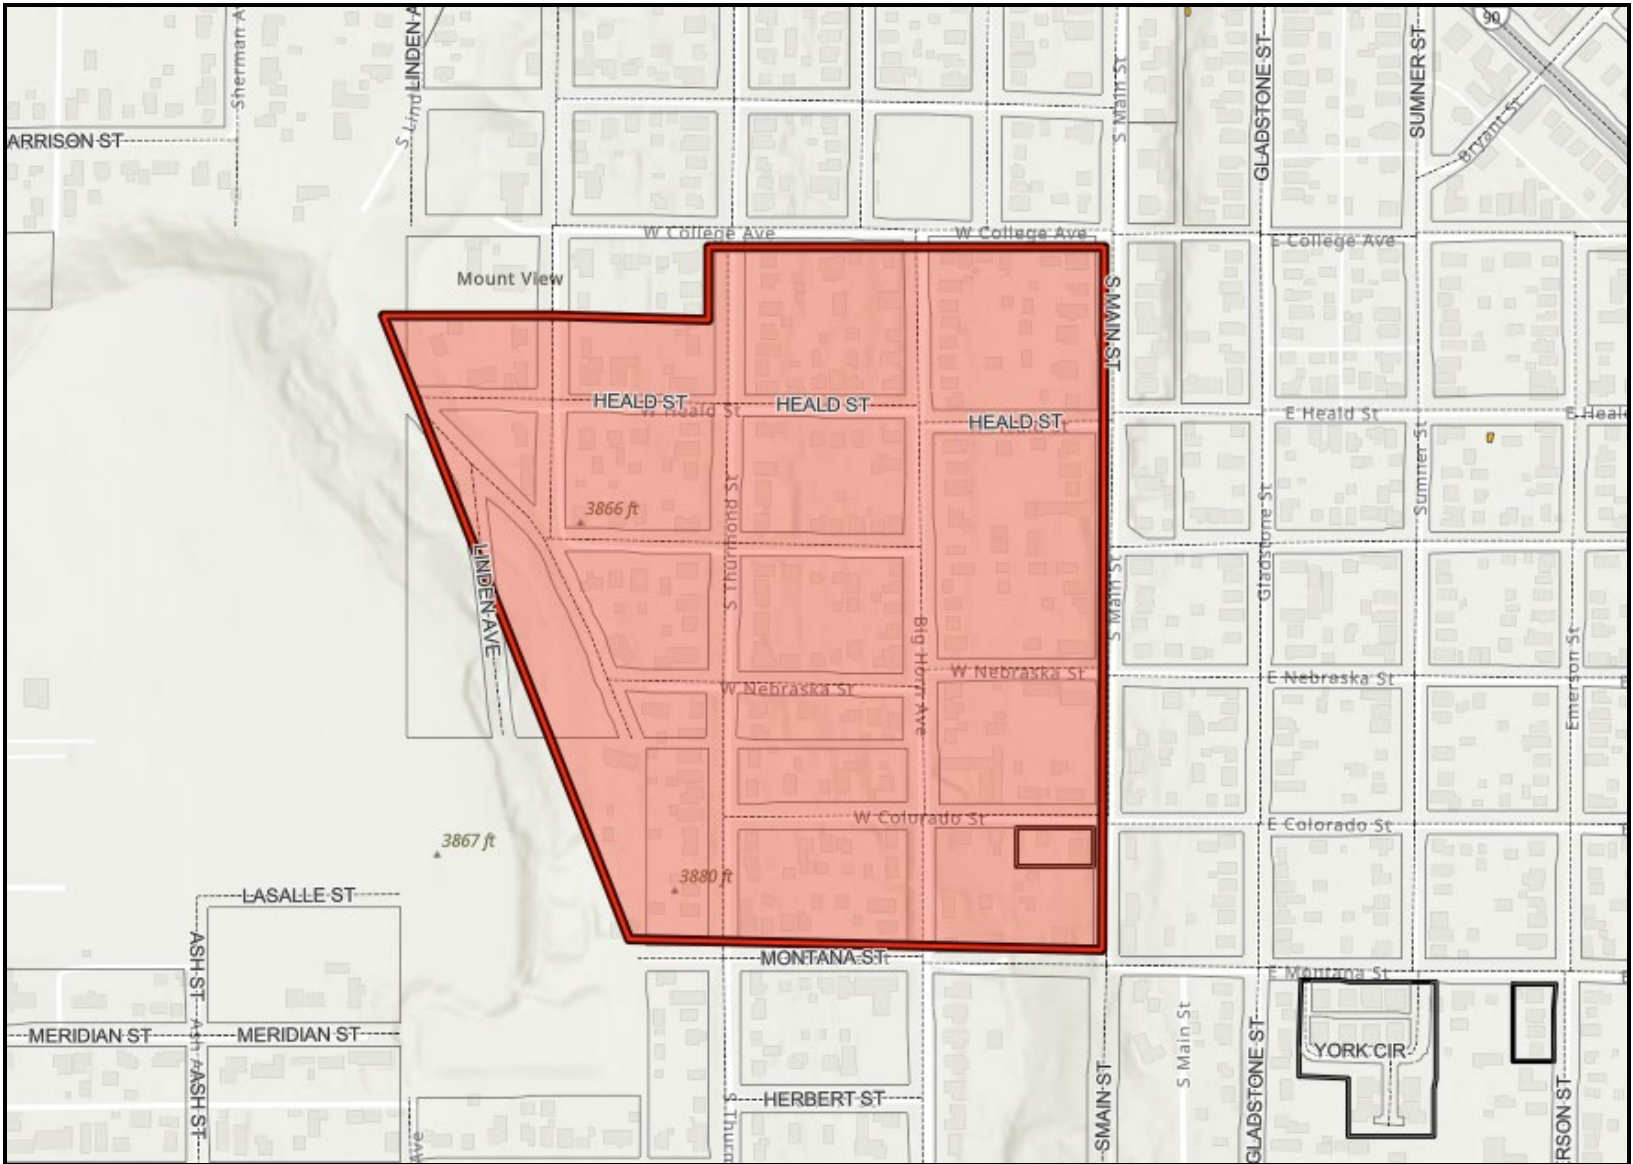 Sherman A
LINDEN A
S Lind
S Main St
GLADSTONE ST
SUMNER ST
90
Bryant St
ARRISON ST
W College Ave
W College Ave
E College Ave
Mount View
S MAIN ST
HEALD ST
W Heald St
HEALD ST
HEALD ST
E Heald St
E Heal
3866 ft
S Thurmond St
Sumner St
Gladstone St
LINDEN AVE
S Main St
Big Horn Ave
Emerson St
W Nebraska St
W Nebraska St
E Nebraska St
W Colorado St
E Colorado St
3867 ft
3880 ft
LASALLE ST
ASH ST
MONTANA ST
E Montana St
MERIDIAN ST
MERIDIAN ST
Ash A
ASH ST
S Main St
GLADSTONE ST
YORK CIR
HERBERT ST
S Thurm
SMAIN ST
RSON ST
Ave